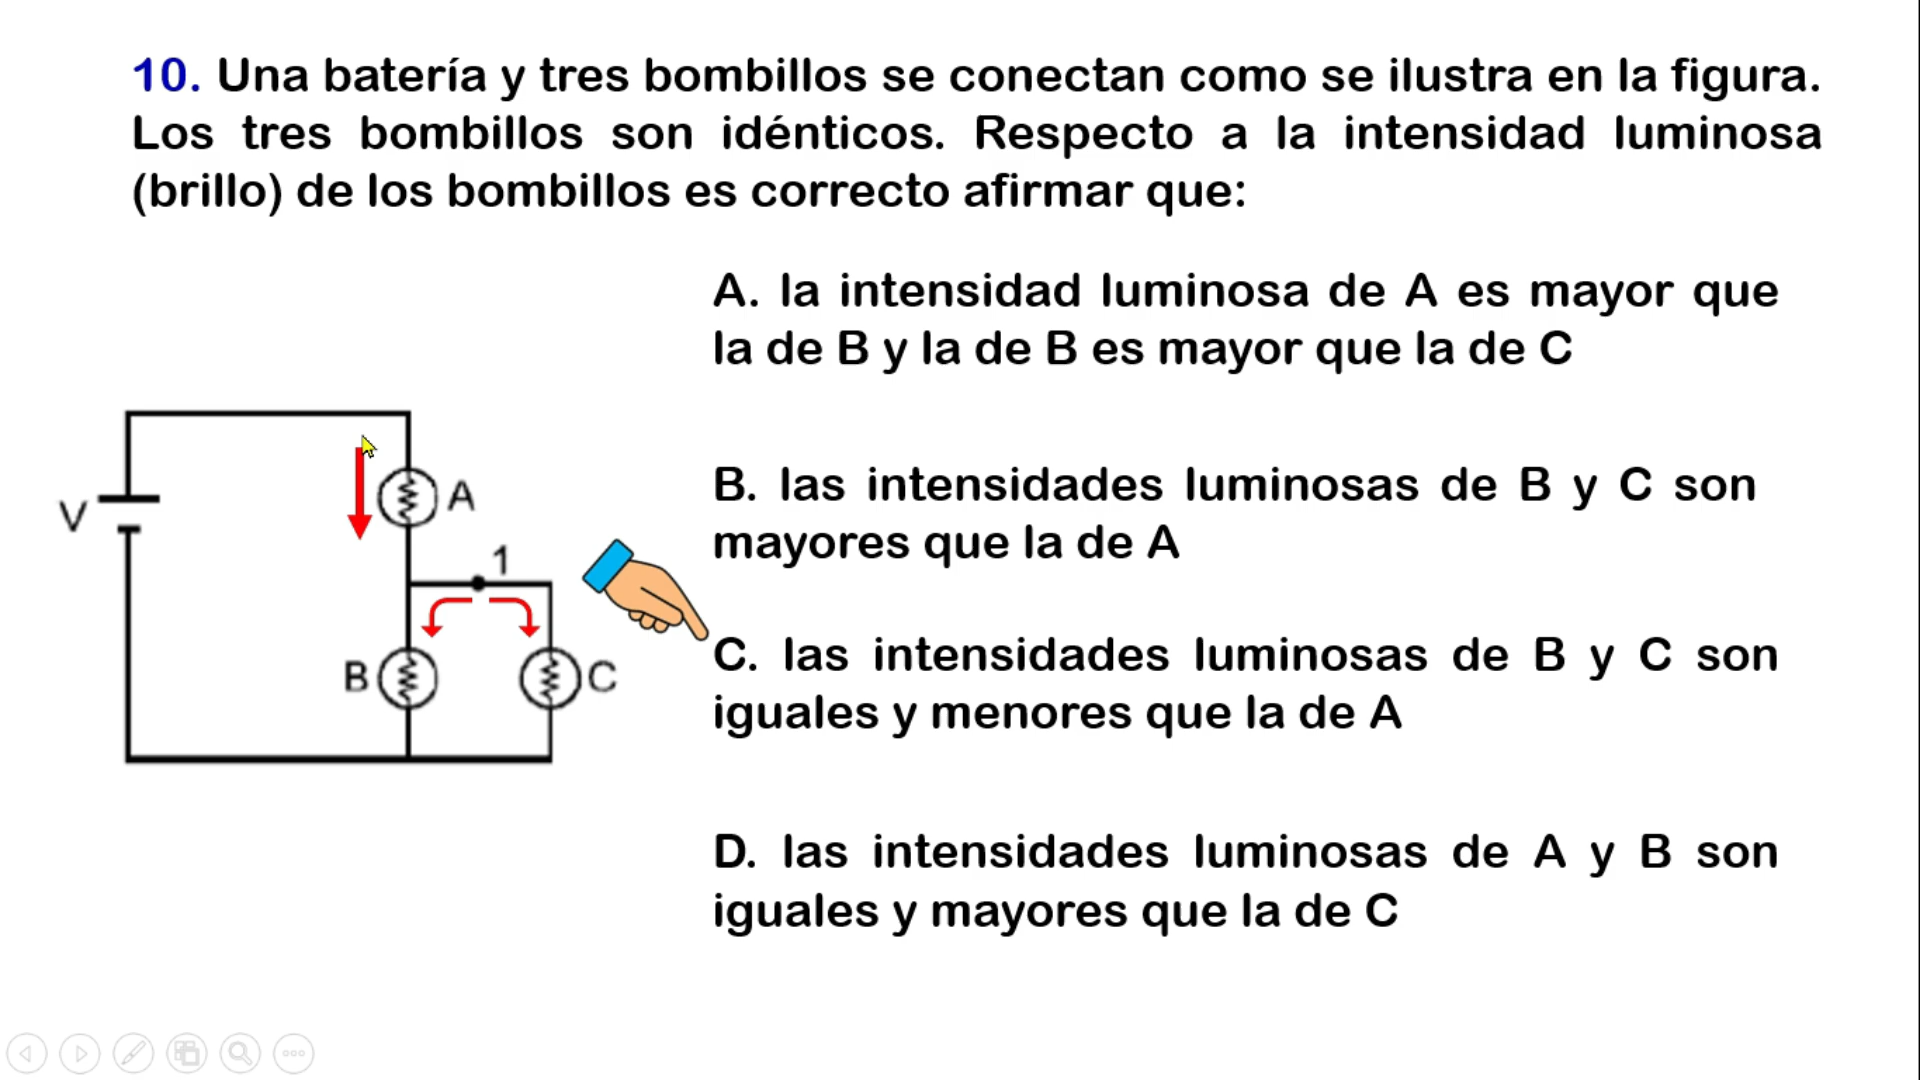 10. Una batería y tres bombillos se conectan como se ilustra en la figura.
Los tres bombillos son idénticos. Respecto a la intensidad luminosa
(brillo) de los bombillos es correcto afirmar que:
A. la intensidad luminosa de A es mayor que
la de B y la de B es mayor que la de C
B. las intensidades luminosas de B y C son
mayores que la de A
C. las intensidades luminosas de B y C son
iguales y menores que la de A
D. las intensidades luminosas de A y B son
iguales y mayores que la de C
V
A
1
B
C